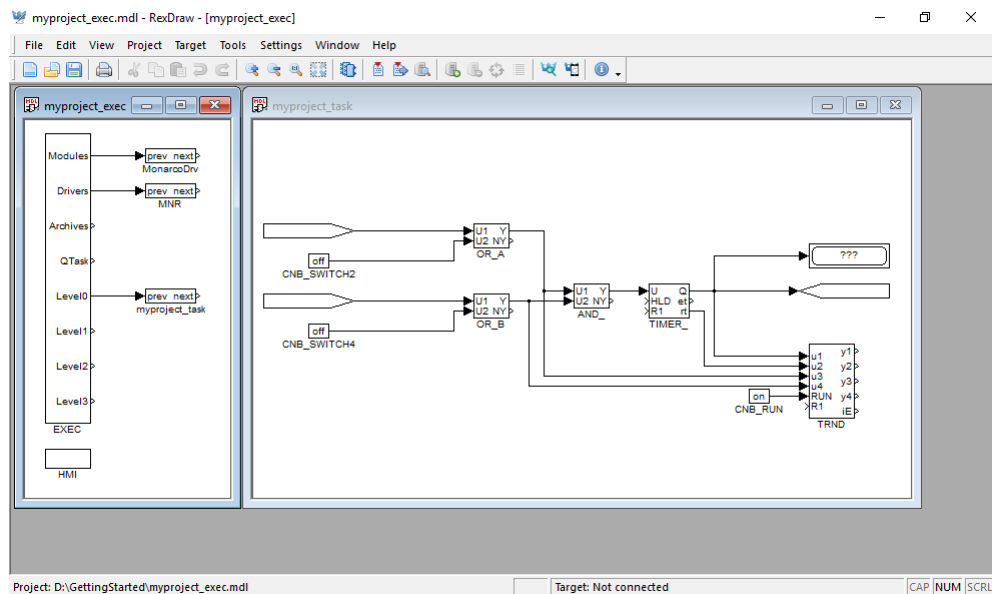 myproject_exec.mdl - RexDraw - [myproject_exec]
File Edit View Project Target Tools Settings Window Help
myproject_exec
Modules
prev next
MonarcoDrv
Drivers
prev next
MNR
Archives
QTask
Level0
prev next
myproject_task
Level1
Level2
Level3
EXEC
HMI
myproject_task
U1 Y
U2 NY
OR_A
off
CNB_SWITCH2
U1 Y
U2 NY
OR_B
off
CNB_SWITCH4
U1 Y
U2 NY
AND_
U Q
HLD et
R1 rt
TIMER_
???
u1 y1
u2 y2
u3 y3
u4 y4
RUN
R1 iE
TRND
on
CNB_RUN
Project: D:\GettingStarted\myproject_exec.mdl
Target: Not connected
CAP NUM SCRL